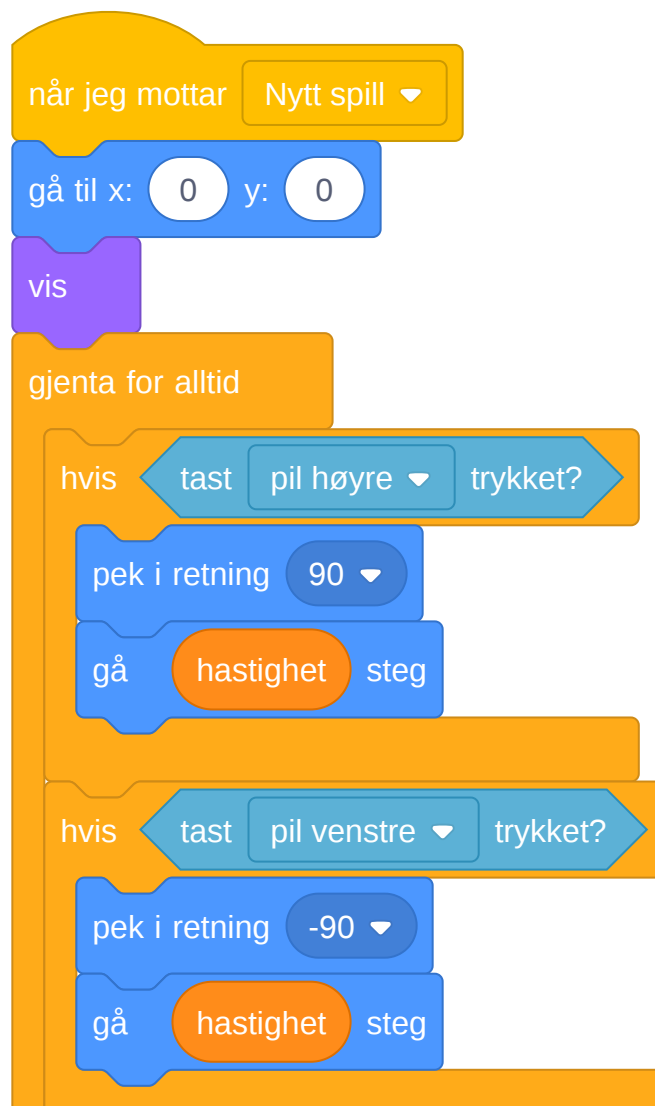 når jeg mottar Nytt spill
gå til x: 0 y: 0
vis
gjenta for alltid
hvis tast pil høyre trykket?
pek i retning 90
gå hastighet steg
hvis tast pil venstre trykket?
pek i retning -90
gå hastighet steg